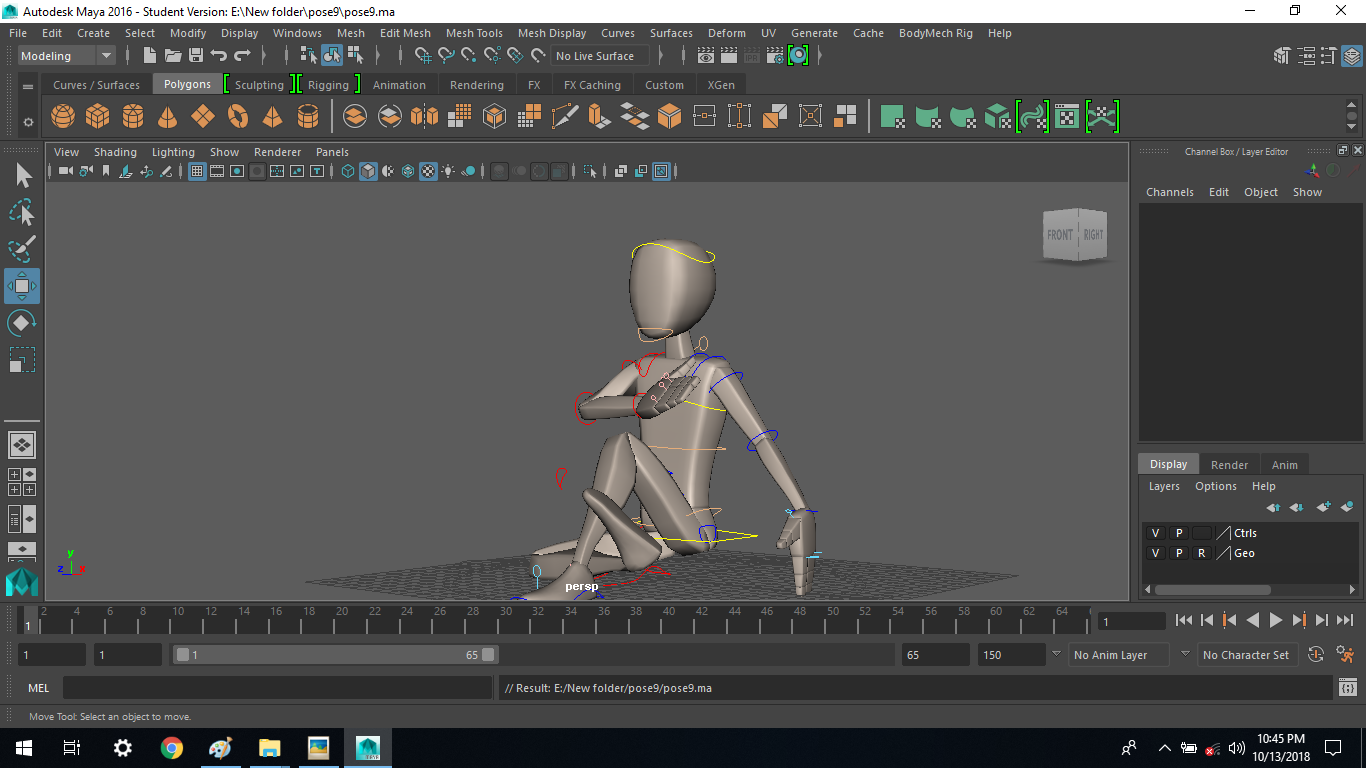 Autodesk Maya 2016 - Student Version: E:\New folder\pose9\pose9.ma
File Edit Create Select Modify Display Windows Mesh Edit Mesh Mesh Tools Mesh Display Curves Surfaces Deform UV Generate Cache BodyMech Rig Help
Modeling No Live Surface
Curves / Surfaces Polygons Sculpting Rigging Animation Rendering FX FX Caching Custom XGen
View Shading Lighting Show Renderer Panels
Channel Box / Layer Editor
Channels Edit Object Show
FRONT RIGHT
Display Render Anim
Layers Options Help
V P Ctrls
V P R Geo
y
z x
persp
2 4 6 8 10 12 14 16 18 20 22 24 26 28 30 32 34 36 38 40 42 44 46 48 50 52 54 56 58 60 62 64
1 1
1 1 1 65 65 150 No Anim Layer No Character Set
MEL // Result: E:/New folder/pose9/pose9.ma
Move Tool: Select an object to move.
10:45 PM
10/13/2018